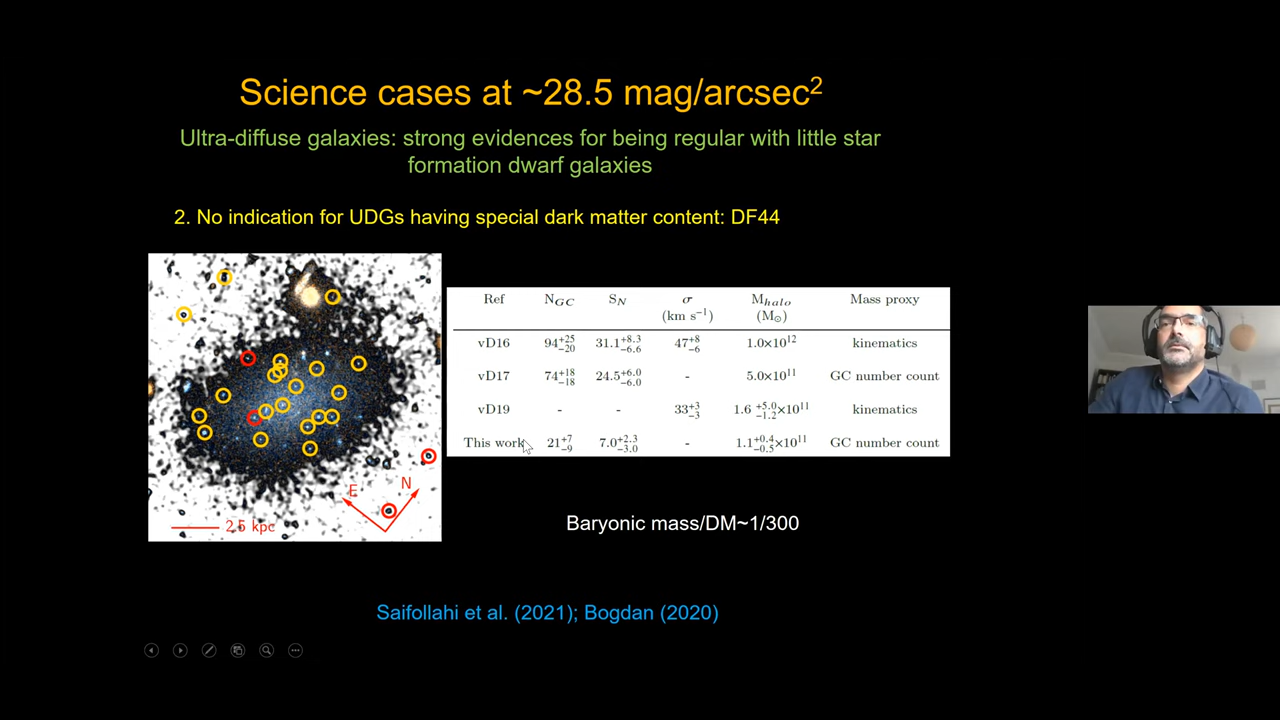 Science cases at ~28.5 mag/arcsec²
Ultra-diffuse galaxies: strong evidences for being regular with little star
formation dwarf galaxies
2. No indication for UDGs having special dark matter content: DF44
E N
2.5 kpc
Ref N_GC S_N σ (km s⁻¹) M_halo (M_⊙) Mass proxy
vD16 94^{+25}_{-20} 31.1^{+8.3}_{-6.6} 47^{+8}_{-6} 1.0×10¹² kinematics
vD17 74^{+18}_{-18} 24.5^{+6.0}_{-6.0} - 5.0×10¹¹ GC number count
vD19 - - 33^{+3}_{-3} 1.6 ^{+5.0}_{-1.2}×10¹¹ kinematics
This work 21^{+7}_{-9} 7.0^{+2.3}_{-3.0} - 1.1^{+0.4}_{-0.5}×10¹¹ GC number count
Baryonic mass/DM~1/300
Saifollahi et al. (2021); Bogdan (2020)